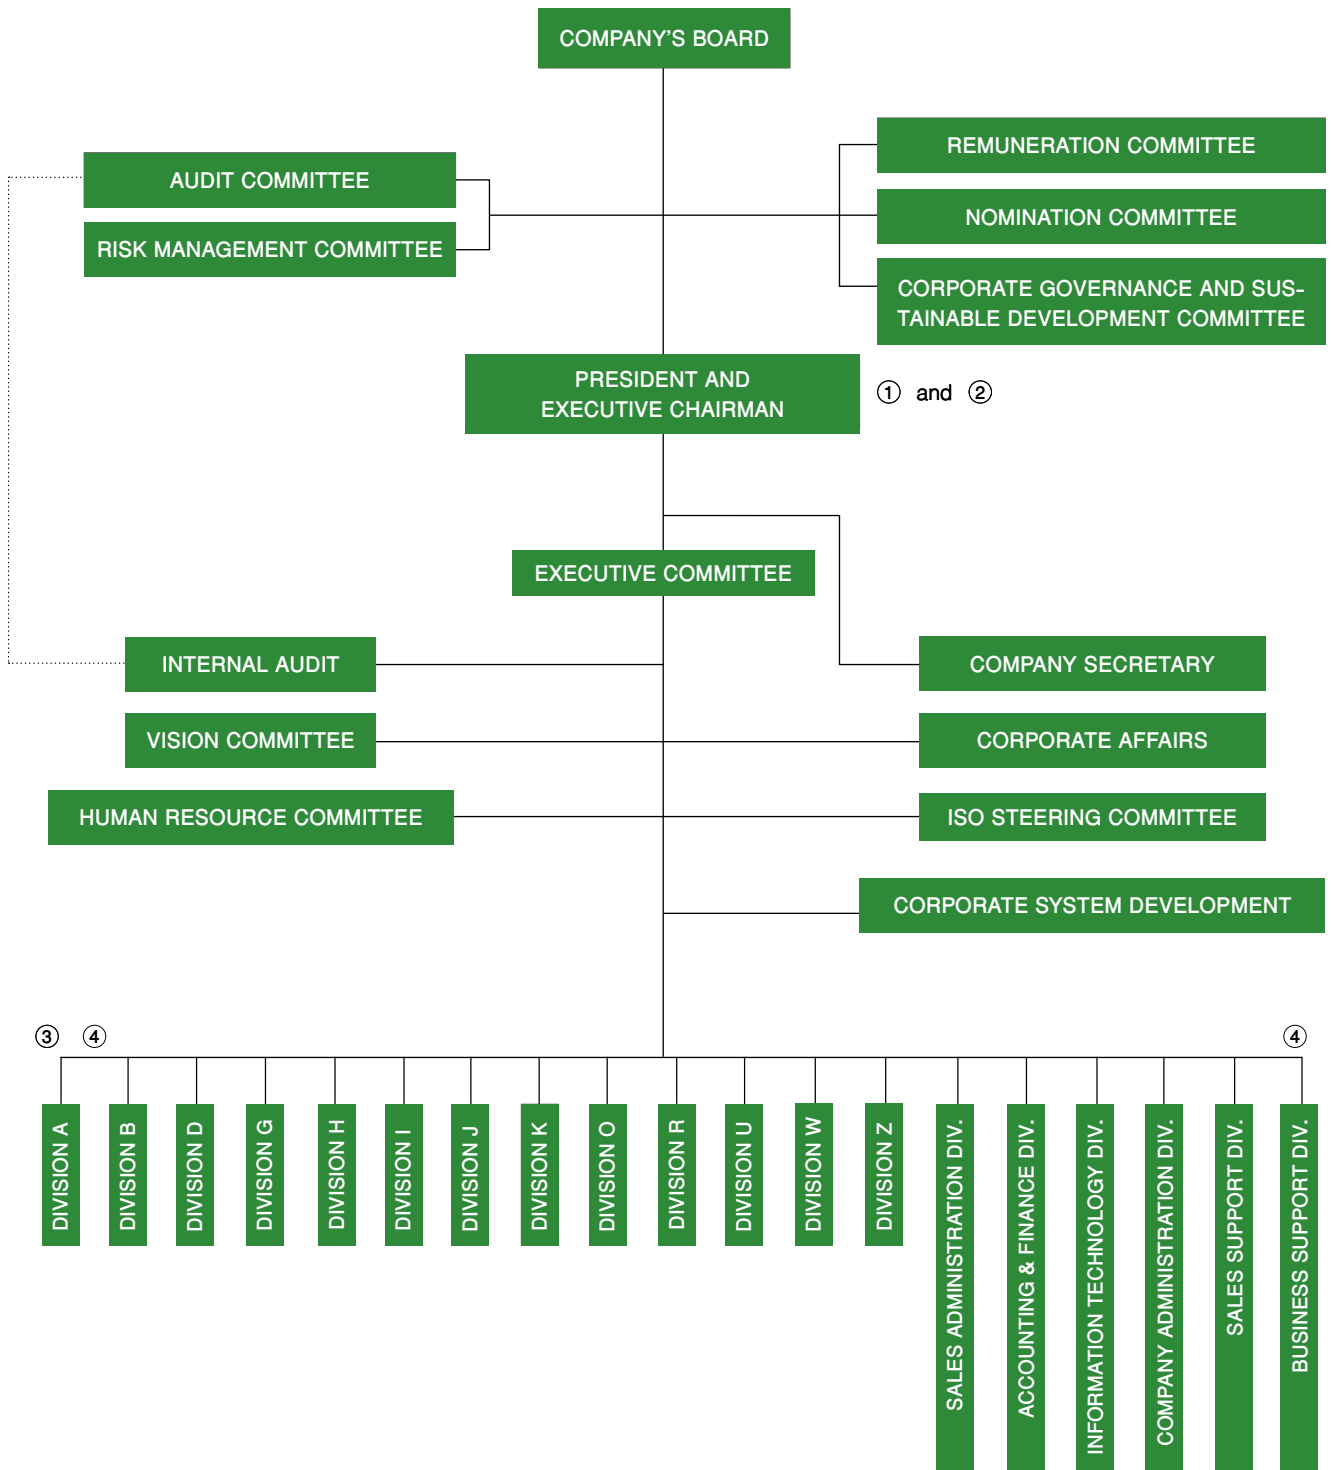 COMPANY'S BOARD
REMUNERATION COMMITTEE
AUDIT COMMITTEE
NOMINATION COMMITTEE
RISK MANAGEMENT COMMITTEE
CORPORATE GOVERNANCE AND SUS-
TAINABLE DEVELOPMENT COMMITTEE
PRESIDENT AND
EXECUTIVE CHAIRMAN
① and ②
EXECUTIVE COMMITTEE
INTERNAL AUDIT
COMPANY SECRETARY
VISION COMMITTEE
CORPORATE AFFAIRS
HUMAN RESOURCE COMMITTEE
ISO STEERING COMMITTEE
CORPORATE SYSTEM DEVELOPMENT
③ ④
④
DIVISION A
DIVISION B
DIVISION D
DIVISION G
DIVISION H
DIVISION I
DIVISION J
DIVISION K
DIVISION O
DIVISION R
DIVISION U
DIVISION W
DIVISION Z
SALES ADMINISTRATION DIV.
ACCOUNTING & FINANCE DIV.
INFORMATION TECHNOLOGY DIV.
COMPANY ADMINISTRATION DIV.
SALES SUPPORT DIV.
BUSINESS SUPPORT DIV.